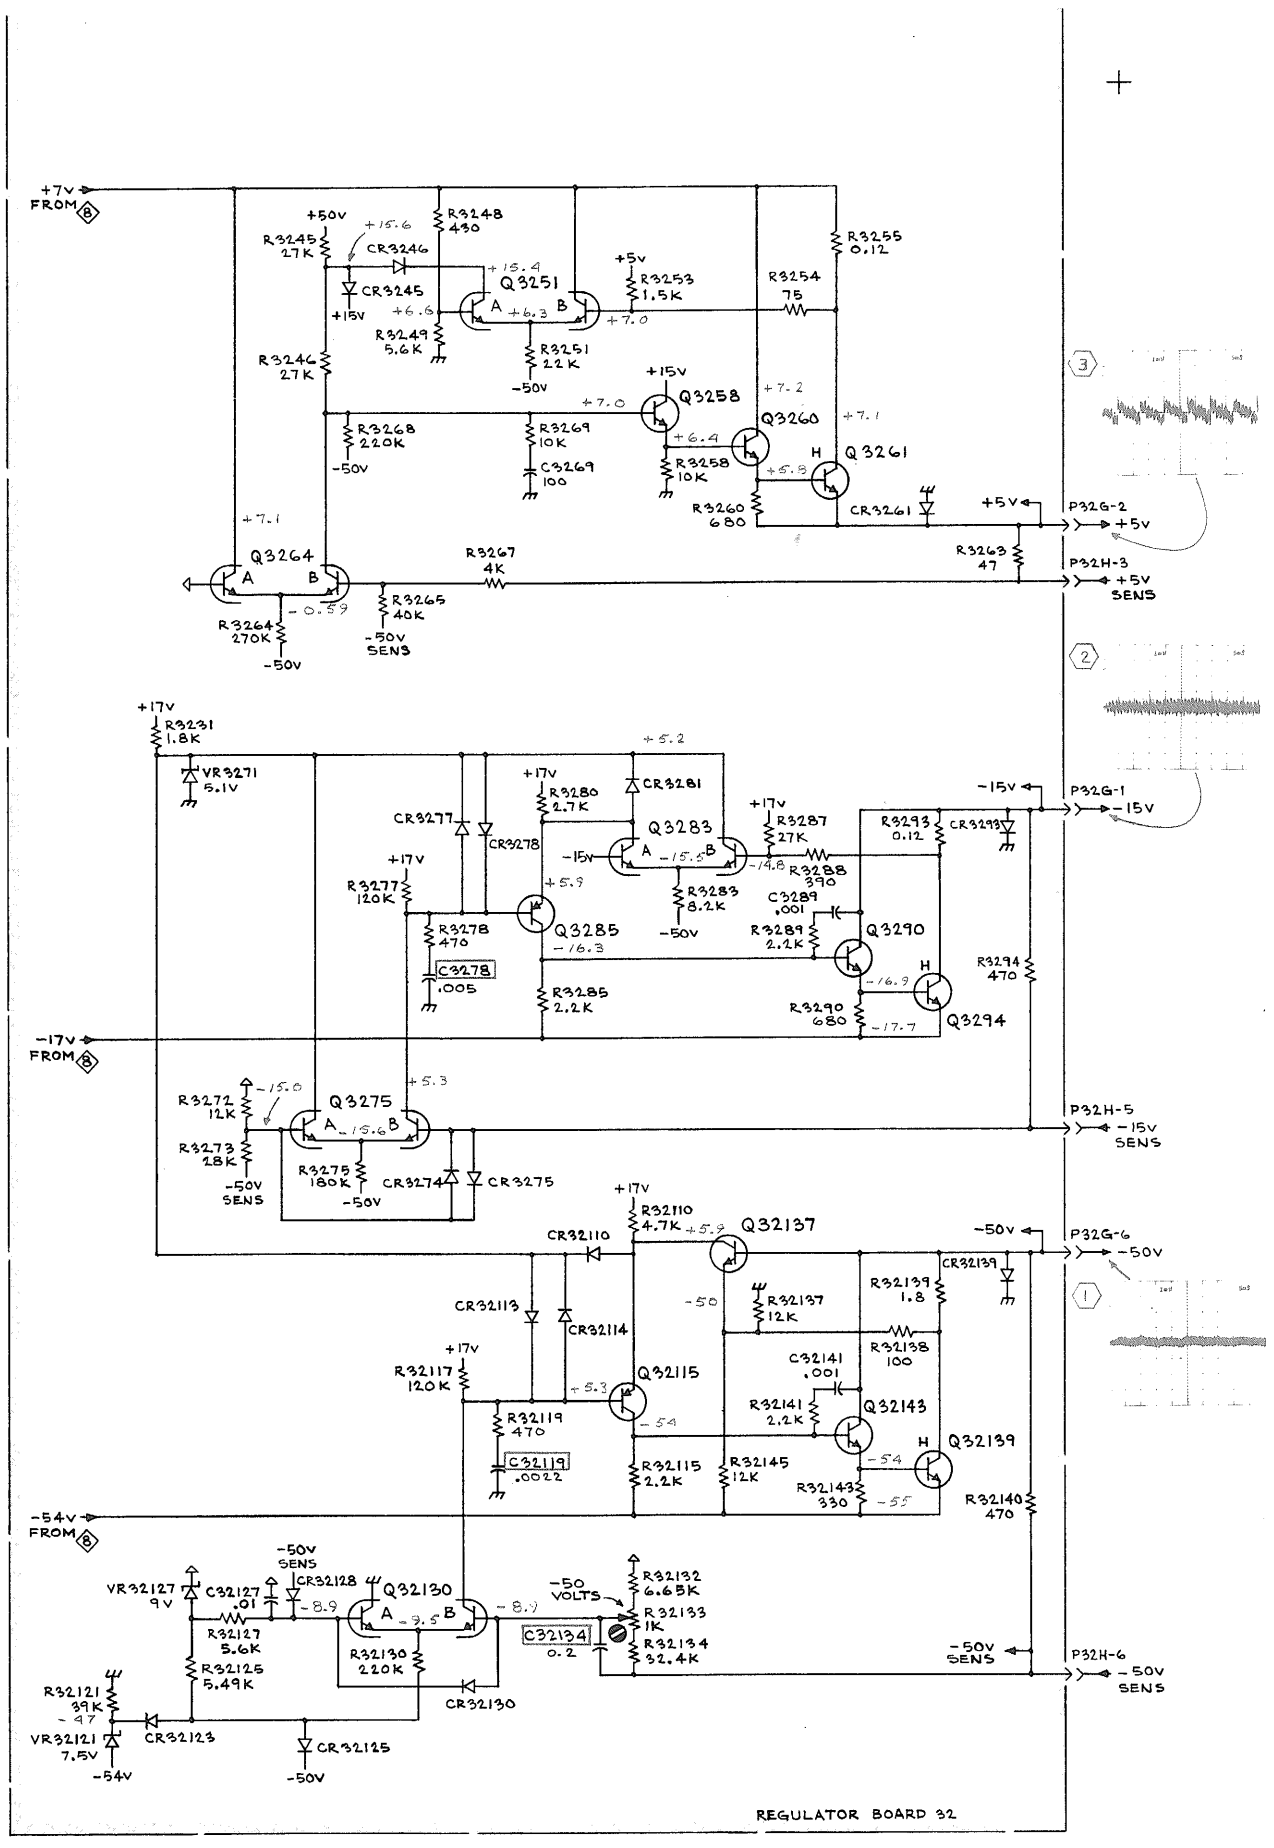 +7V
FROM 8
+50V
+15.6
R3245
27K
CR3246
CR3245
+15V
R3248
430
+15.4
Q3251
A
B
+6.6
+6.3
R3249
5.6K
R3251
22K
-50V
+5V
R3253
1.5K
+7.0
R3254
75
R3255
0.12
R3246
27K
+15V
+7.0
Q3258
+7.2
Q3260
+7.1
R3268
220K
-50V
R3269
10K
C3269
100
+6.4
R3258
10K
+5.8
H
Q3261
R3260
680
CR3261
+5V
P32G-2
+5V
+7.1
Q3264
A
B
-0.59
R3264
270K
-50V
R3267
4K
R3265
40K
-50V
SENS
R3263
47
P32H-3
+5V
SENS
3
1mV
5mS
2
1mV
5mS
+17V
R3231
1.8K
VR3271
5.1V
+5.2
CR3277
CR3278
+17V
R3280
2.7K
CR3281
Q3283
A
B
-15V
-15.5
-14.8
+17V
R3287
27K
R3288
390
R3283
8.2K
-50V
-15V
P32G-1
-15V
R3293
0.12
CR3293
+17V
R3277
120K
+5.9
Q3285
R3278
470
-16.3
C3278
.005
R3285
2.2K
C3289
.001
R3289
2.2K
Q3290
-16.9
H
R3290
680
-17.7
Q3294
R3294
470
-17V
FROM 8
R3272
12K
-15.0
R3273
28K
-50V
SENS
Q3275
A
B
-15.6
+5.3
R3275
180K
-50V
CR3274
CR3275
P32H-5
-15V
SENS
+17V
R32110
4.7K
+5.9
Q32137
CR32110
-50V
P32G-6
-50V
CR32139
R32139
1.8
1
1mV
5mS
CR32113
CR32114
-50
R32137
12K
R32138
100
+17V
R32117
120K
+5.3
Q32115
C32141
.001
R32141
2.2K
Q32143
-54
R32119
470
C32119
.0022
R32115
2.2K
R32145
12K
-54
H
Q32139
R32143
330
-55
R32140
470
-54V
FROM 8
-50V
SENS
VR32127
9V
C32127
.01
CR32128
-8.9
Q32130
A
B
-9.5
-8.9
R32127
5.6K
R32125
5.49K
R32130
220K
CR32130
-50
VOLTS
R32132
6.65K
R32133
1K
R32134
32.4K
C32134
0.2
-50V
SENS
P32H-6
-50V
SENS
R32121
39K
-47
VR32121
7.5V
-54V
CR32123
CR32125
-50V
REGULATOR BOARD 32